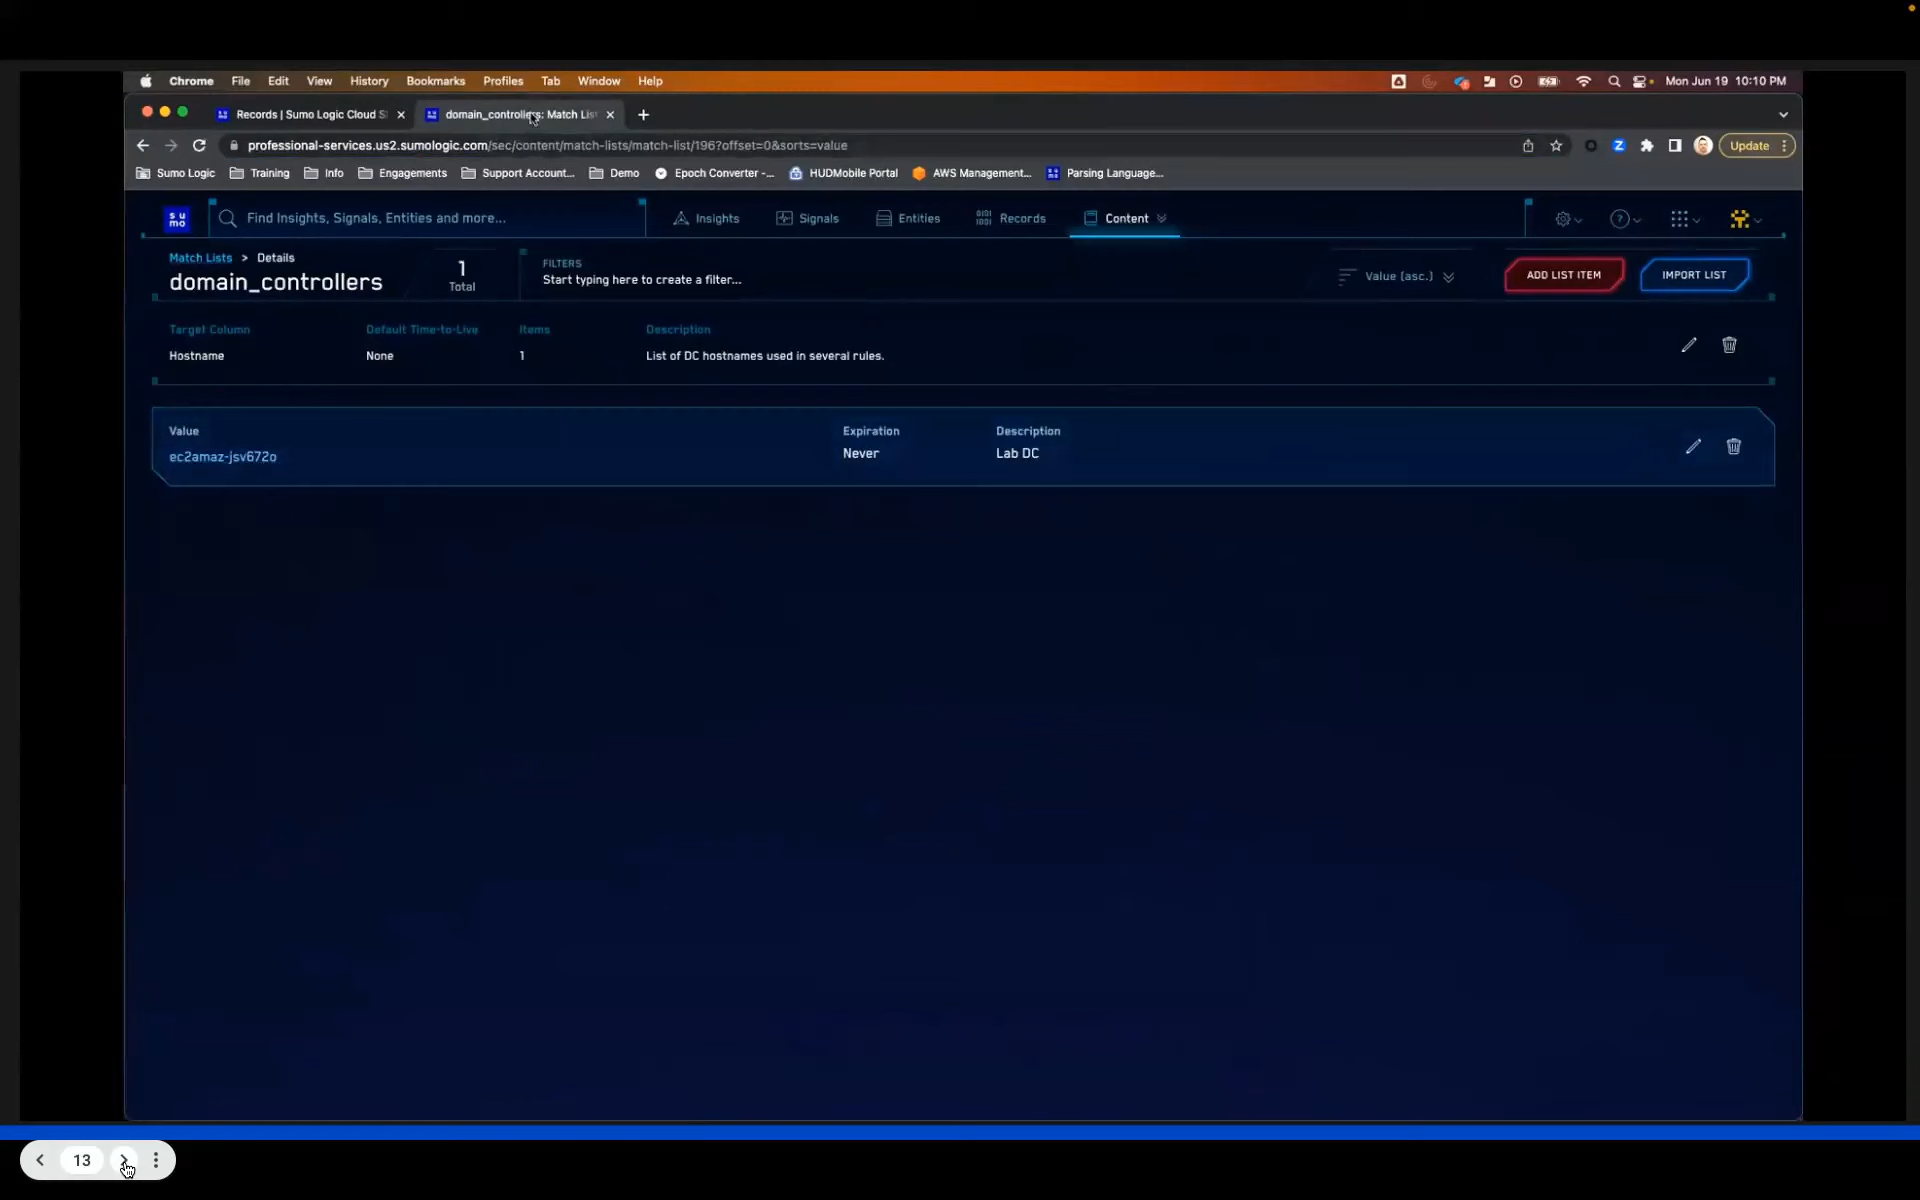 Chrome File Edit View History Bookmarks Profiles Tab Window Help Mon Jun 19 10:10 PM
Records | Sumo Logic Cloud S domain_controllers: Match Lis
professional-services.us2.sumologic.com/sec/content/match-lists/match-list/196?offset=0&sorts=value Z Update
Sumo Logic Training Info Engagements Support Account... Demo Epoch Converter -... HUDMobile Portal AWS Management... Parsing Language...
su mo Find Insights, Signals, Entities and more... Insights Signals Entities Records Content ?
Match Lists > Details
domain_controllers
1
Total
FILTERS
Start typing here to create a filter...
Value (asc.)
ADD LIST ITEM
IMPORT LIST
Target Column Default Time-to-Live Items Description
Hostname None 1 List of DC hostnames used in several rules.
Value Expiration Description
ec2amaz-jsv672o Never Lab DC
13